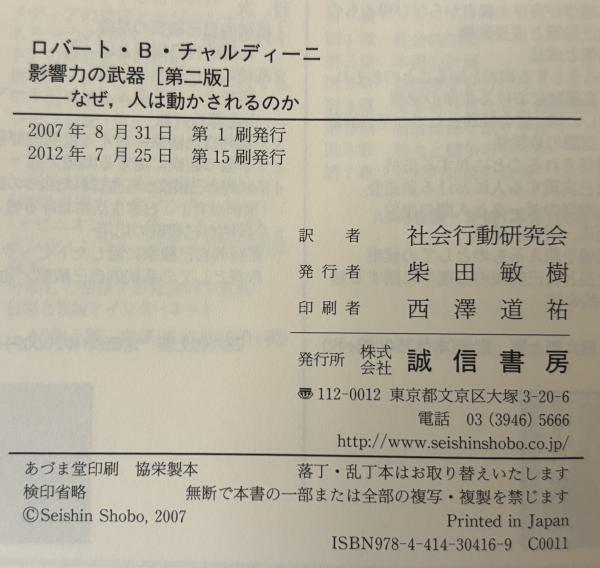 ロバート・B・チャルディーニ
影響力の武器［第二版］
――なぜ，人は動かされるのか
2007年8月31日 第1刷発行
2012年7月25日 第15刷発行
訳者 社会行動研究会
発行者 柴田敏樹
印刷者 西澤道祐
発行所 株式会社 誠信書房
〠112-0012 東京都文京区大塚3-20-6
電話 03(3946)5666
http://www.seishinshobo.co.jp/
あづま堂印刷 協栄製本 落丁・乱丁本はお取り替えいたします
検印省略 無断で本書の一部または全部の複写・複製を禁じます
©Seishin Shobo, 2007 Printed in Japan
ISBN978-4-414-30416-9 C0011